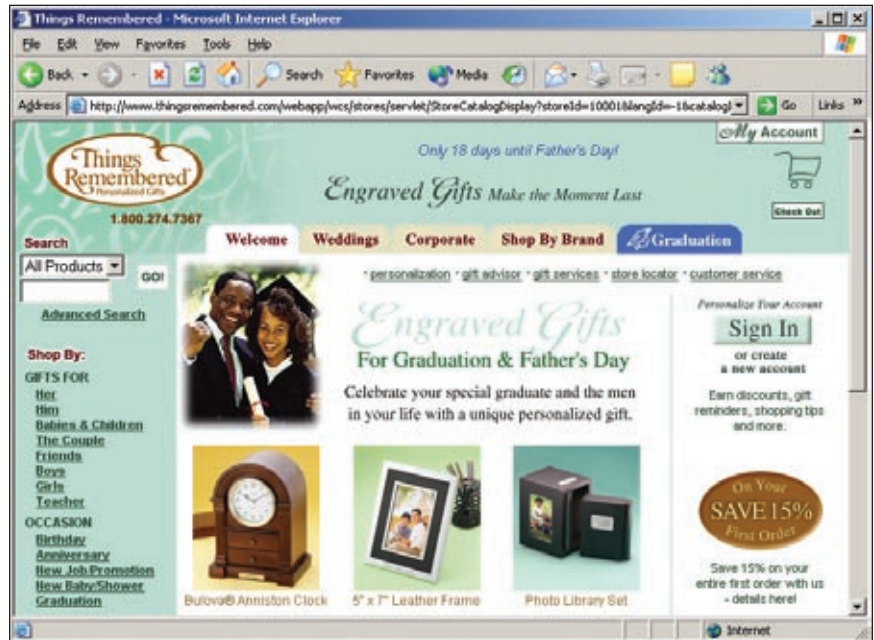 Things Remembered - Microsoft Internet Explorer
File Edit View Favorites Tools Help
Back Search Favorites Media
Address http://www.thingsremembered.com/webapp/wcs/stores/servlet/StoreCatalogDisplay?storeId=10001&langId=-1&catalogI Go Links »
My Account
Only 18 days until Father's Day!
Things
Remembered®
Personalized Gifts
Engraved Gifts Make the Moment Last
Check Out
1.800.274.7367
Search
Welcome Weddings Corporate Shop By Brand Graduation
All Products
GO!
· personalization · gift advisor · gift services · store locator · customer service
Advanced Search
Engraved Gifts
For Graduation & Father's Day
Celebrate your special graduate and the men
in your life with a unique personalized gift.
Personalize Your Account
Sign In
or create
a new account
Earn discounts, gift
reminders, shopping tips
and more.
Shop By:
GIFTS FOR
Her
Him
Babies & Children
The Couple
Friends
Boys
Girls
Teacher
OCCASION
Birthday
Anniversary
New Job/Promotion
New Baby/Shower
Graduation
Bulova® Anniston Clock
5" x 7" Leather Frame
Photo Library Set
On Your
SAVE 15%
First Order
Save 15% on your
entire first order with us
- details here!
Internet